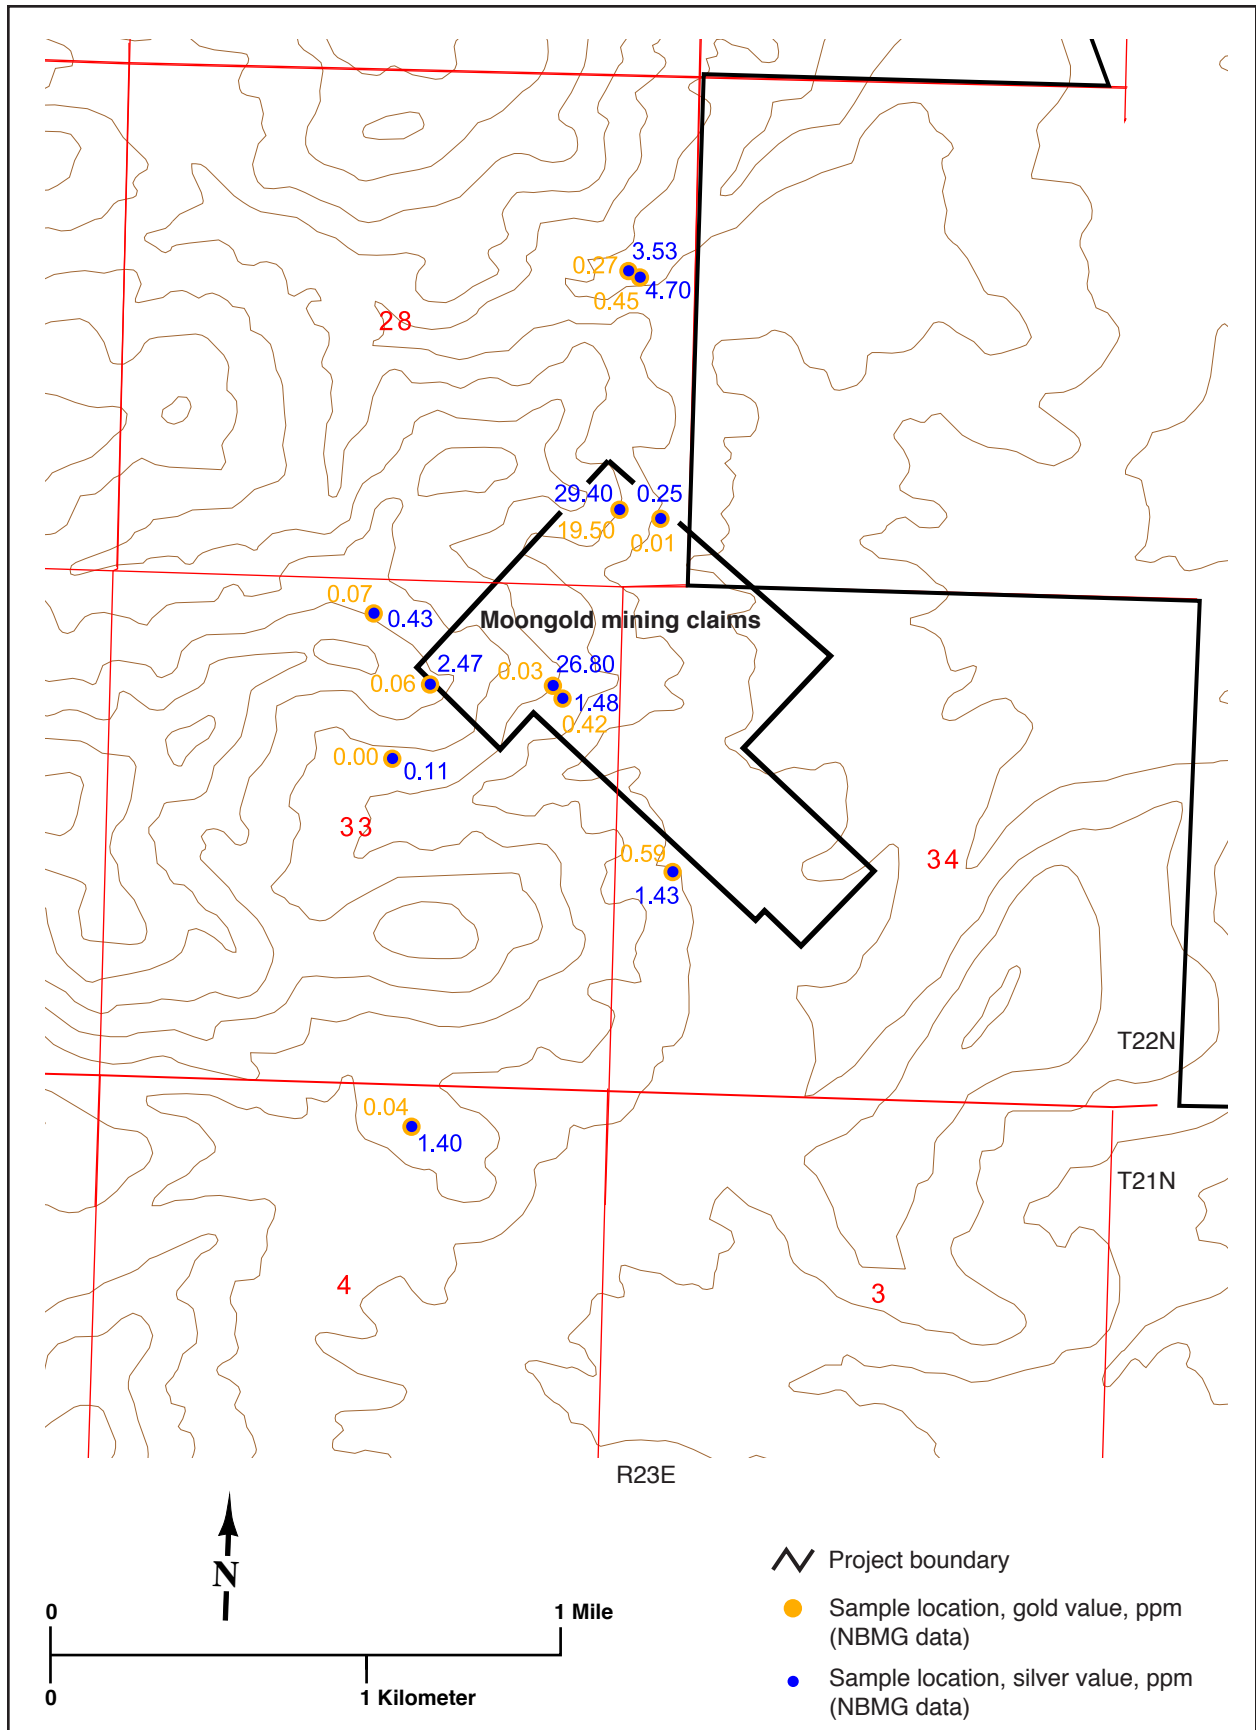 3.53
0.27
4.70
0.45
28
29.40 0.25
19.50
0.01
0.07
0.43
Moongold mining claims
2.47
0.03 26.80
0.06
1.48
0.42
0.00
0.11
33
0.59
34
1.43
T22N
0.04
1.40
T21N
4
3
R23E
N
Project boundary
0 1 Mile
Sample location, gold value, ppm
(NBMG data)
0 1 Kilometer
Sample location, silver value, ppm
(NBMG data)